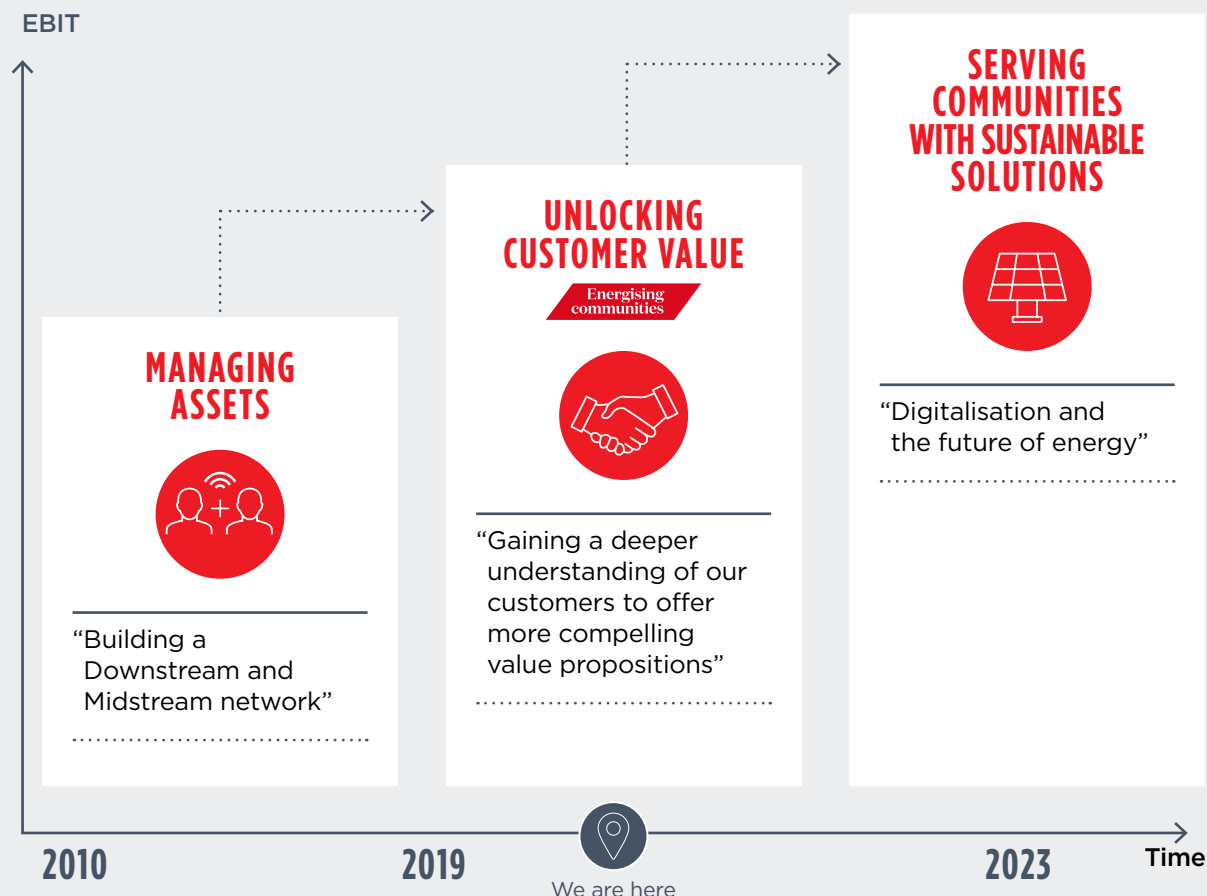 EBIT
MANAGING
ASSETS
“Building a
Downstream and
Midstream network”
UNLOCKING
CUSTOMER VALUE
Energising
communities
“Gaining a deeper
understanding of our
customers to offer
more compelling
value propositions”
SERVING
COMMUNITIES
WITH SUSTAINABLE
SOLUTIONS
“Digitalisation and
the future of energy”
2010
2019
We are here
2023
Time